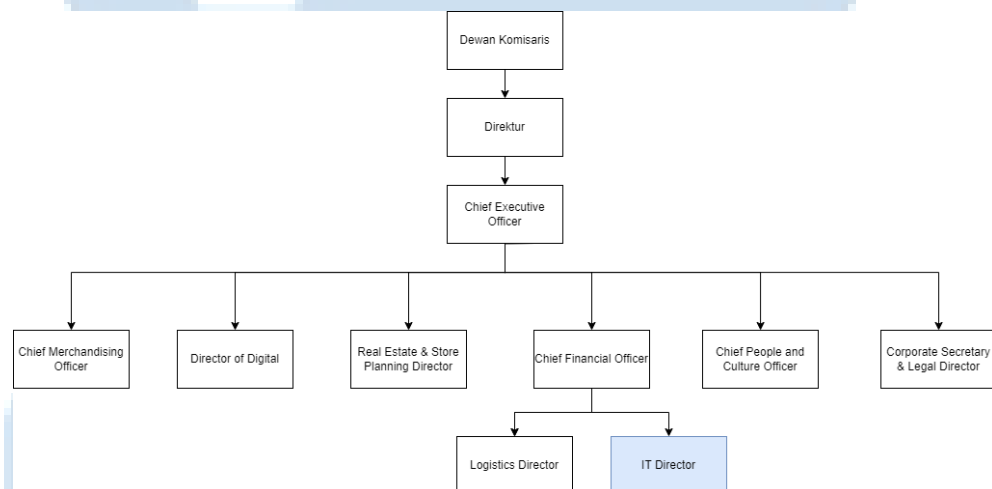 Dewan Komisaris
Direktur
Chief Executive
Officer
Chief Merchandising
Officer
Director of Digital
Real Estate & Store
Planning Director
Chief Financial Officer
Chief People and
Culture Officer
Corporate Secretary
& Legal Director
Logistics Director
IT Director